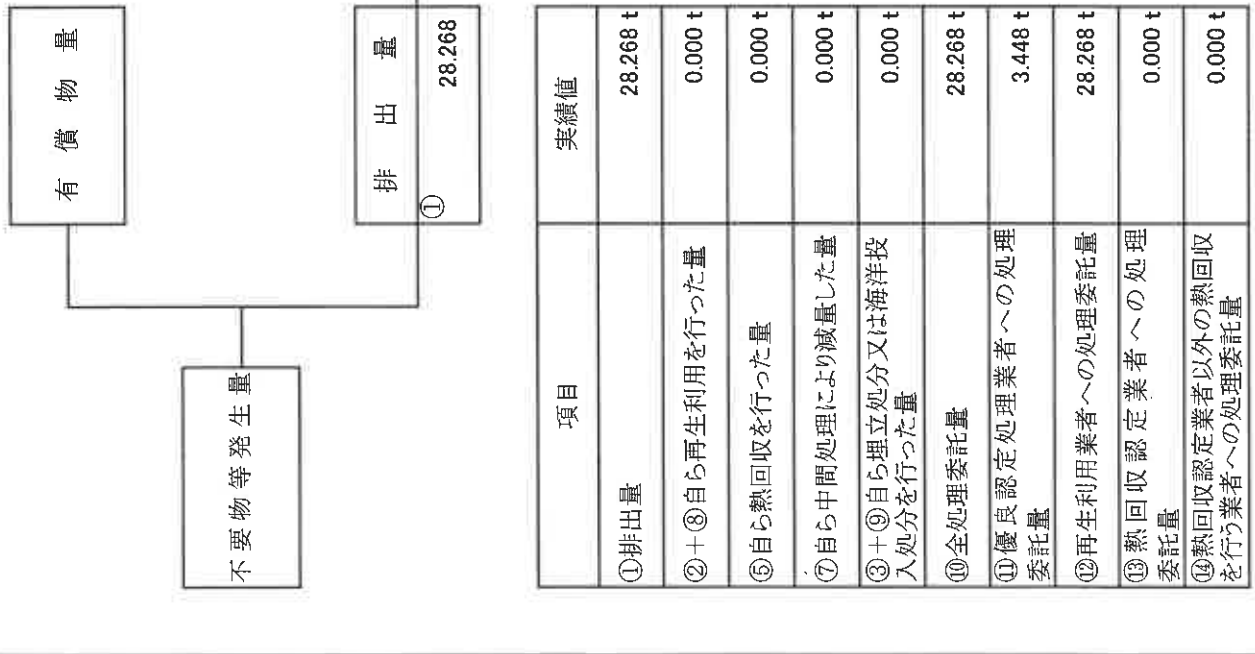 有償物量
不要物等発生量
排出量
①
28.268
項目
実績値
①排出量
28.268 t
②+⑧自ら再生利用を行った量
0.000 t
⑤自ら熱回収を行った量
0.000 t
⑦自ら中間処理により減量した量
0.000 t
③+⑨自ら埋立処分又は海洋投
入処分を行った量
0.000 t
⑩全処理委託量
28.268 t
⑪優良認定処理業者への処理
委託量
3.448 t
⑫再生利用業者への処理委託量
28.268 t
⑬熱回収認定業者への処理
委託量
0.000 t
⑭熱回収認定業者以外の熱回収
を行う業者への処理委託量
0.000 t